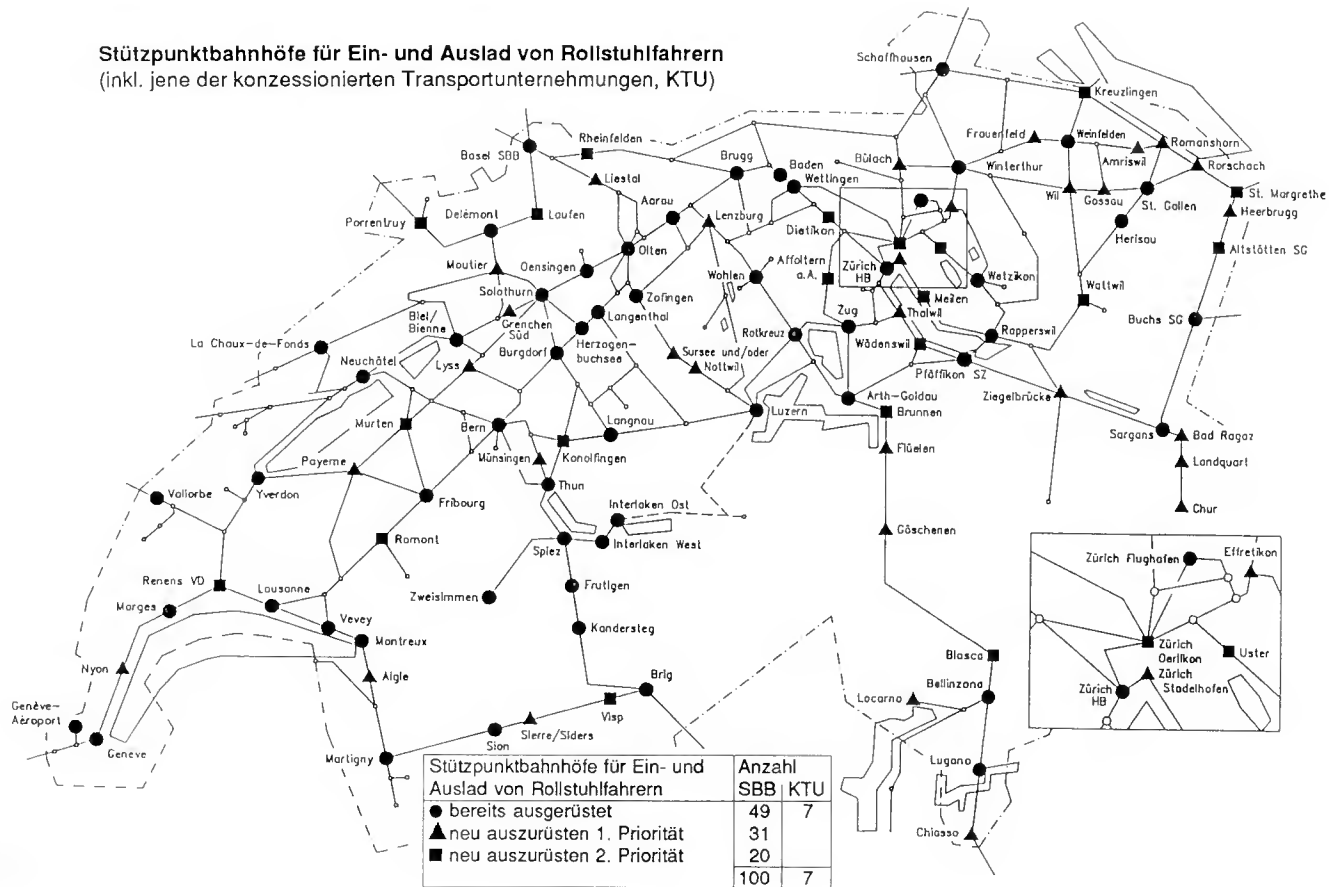 Stützpunktbahnhöfe für Ein- und Auslad von Rollstuhlfahrern
(inkl. jene der konzessionierten Transportunternehmungen, KTU)
Schaffhausen
Kreuzlingen
Basel SBB
Rheinfelden
Liestal
Brugg
Baden
Wettingen
Bülach
Frauenfeld
Weinfelden
Winterthur
Amriswil
Romanshorn
Rorschach
Porrentruy
Delémont
Laufen
Aarau
Lenzburg
Dietikon
Wil
Gossau
St. Gallen
St. Margrethe
Heerbrugg
Herisau
Altstötten SG
Moutier
Oensingen
Olten
Wohlen
Affoltern
a.A.
Zürich
HB
Wetzikon
Solothurn
Zofingen
Meilen
Wattwil
Biel/
Bienne
Grenchen
Süd
Langenthal
Herzogen-
buchsee
Zug
Thalwil
Rapperswil
Buchs SG
La Chaux-de-Fonds
Neuchâtel
Lyss
Burgdorf
Sursee und/oder
Nottwil
Rotkreuz
Wädenswil
Pfäffikon SZ
Murten
Bern
Langnau
Luzern
Arth-Goldau
Brunnen
Ziegelbrücke
Payerne
Münsingen
Konolfingen
Flüelen
Sargans
Bad Ragaz
Landquart
Vallorbe
Yverdon
Fribourg
Thun
Interlaken Ost
Chur
Romont
Spiez
Interlaken West
Göschenen
Renens VD
Lausanne
Zweisimmen
Frutigen
Morges
Vevey
Kandersteg
Montreux
Nyon
Aigle
Brig
Biasca
Bellinzona
Locarno
Genève-
Aéroport
Genève
Visp
Sierre/Siders
Sion
Martigny
Lugano
Chiasso
Zürich Flughafen
Effretikon
Zürich
Oerlikon
Uster
Zürich
Stadelhofen
Zürich
HB
Stützpunktbahnhöfe für Ein- und Anzahl
Auslad von Rollstuhlfahrern SBB KTU
bereits ausgerüstet 49 7
neu auszurüsten 1. Priorität 31
neu auszurüsten 2. Priorität 20
100 7